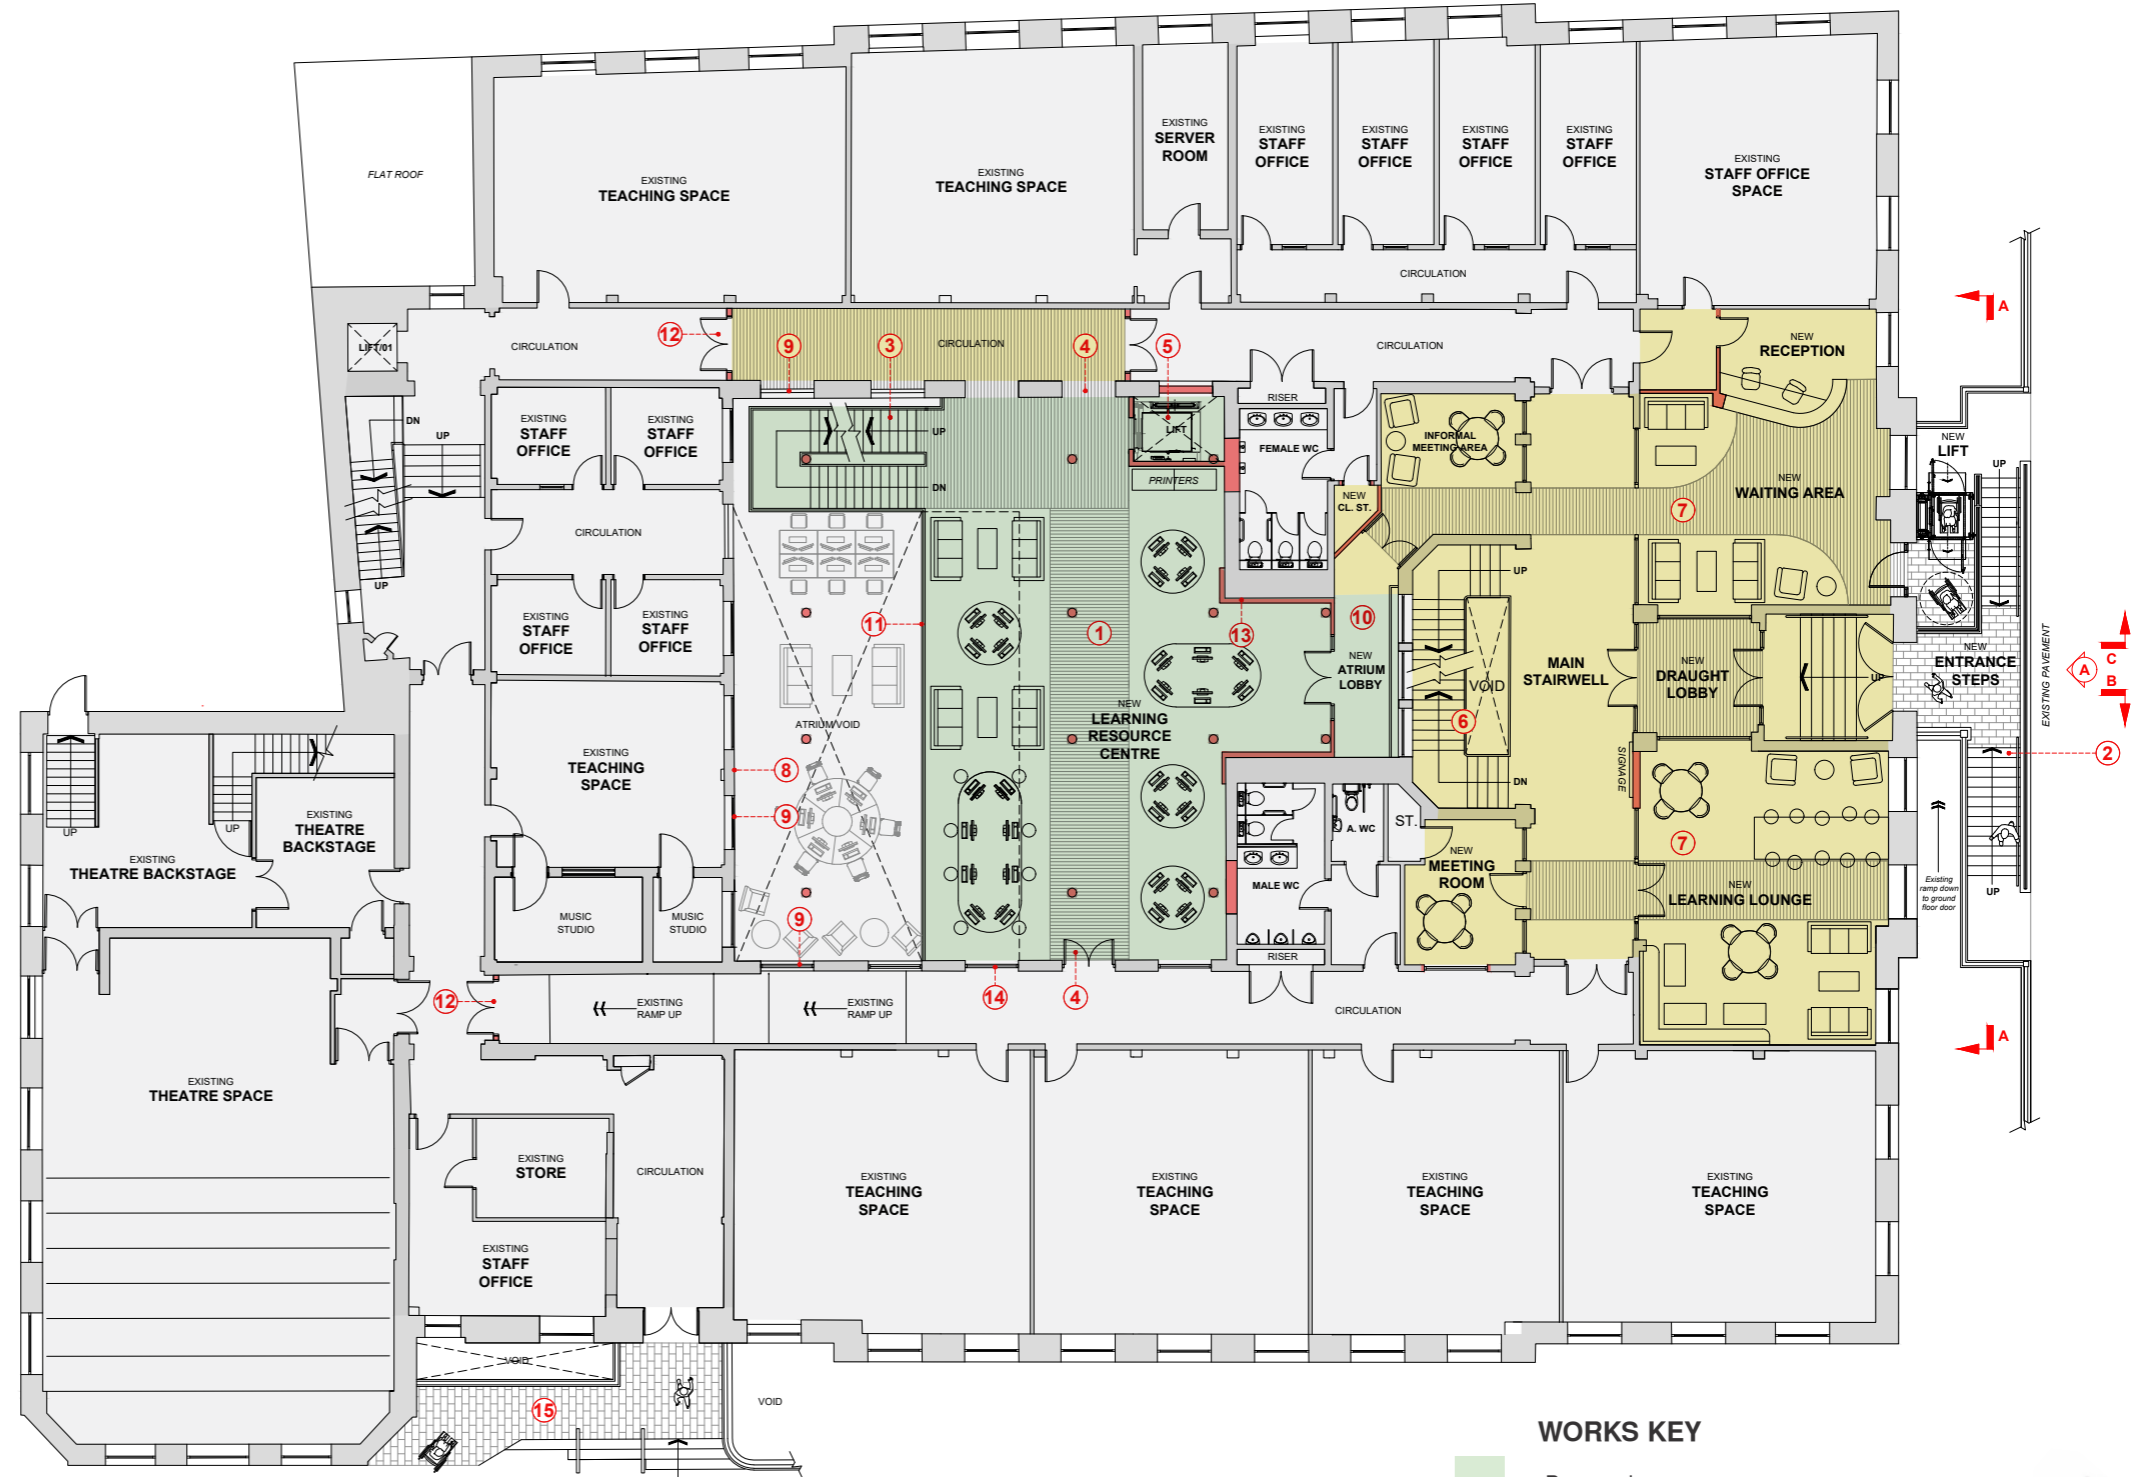 FLAT ROOF
EXISTING
TEACHING SPACE
EXISTING
TEACHING SPACE
EXISTING
SERVER
ROOM
EXISTING
STAFF
OFFICE
EXISTING
STAFF
OFFICE
EXISTING
STAFF
OFFICE
EXISTING
STAFF
OFFICE
EXISTING
STAFF OFFICE
SPACE
CIRCULATION
A
LIFT/01
CIRCULATION
12
9
3
CIRCULATION
4
5
CIRCULATION
NEW
RECEPTION
DN
UP
UP
EXISTING
STAFF
OFFICE
EXISTING
STAFF
OFFICE
UP
DN
LIFT
PRINTERS
RISER
FEMALE WC
INFORMAL
MEETING AREA
NEW
CL. ST.
NEW
WAITING AREA
7
NEW
LIFT
UP
CIRCULATION
EXISTING
STAFF
OFFICE
EXISTING
STAFF
OFFICE
11
1
13
10
NEW
ATRIUM
LOBBY
UP
VOID
6
DN
MAIN
STAIRWELL
NEW
DRAUGHT
LOBBY
UP
NEW
ENTRANCE
STEPS
EXISTING PAVEMENT
A
C
B
2
SIGNAGE
ATRIUM/VOID
NEW
LEARNING
RESOURCE
CENTRE
EXISTING
TEACHING
SPACE
8
9
UP
UP
EXISTING
THEATRE
BACKSTAGE
EXISTING
THEATRE BACKSTAGE
MUSIC
STUDIO
MUSIC
STUDIO
9
14
4
A. WC
ST.
MALE WC
RISER
NEW
MEETING
ROOM
7
NEW
LEARNING LOUNGE
Existing
ramp down
to ground
floor door
UP
12
EXISTING
RAMP UP
EXISTING
RAMP UP
CIRCULATION
A
EXISTING
THEATRE SPACE
EXISTING
STORE
CIRCULATION
EXISTING
STAFF
OFFICE
EXISTING
TEACHING
SPACE
EXISTING
TEACHING
SPACE
EXISTING
TEACHING
SPACE
EXISTING
TEACHING
SPACE
VOID
15
VOID
WORKS KEY